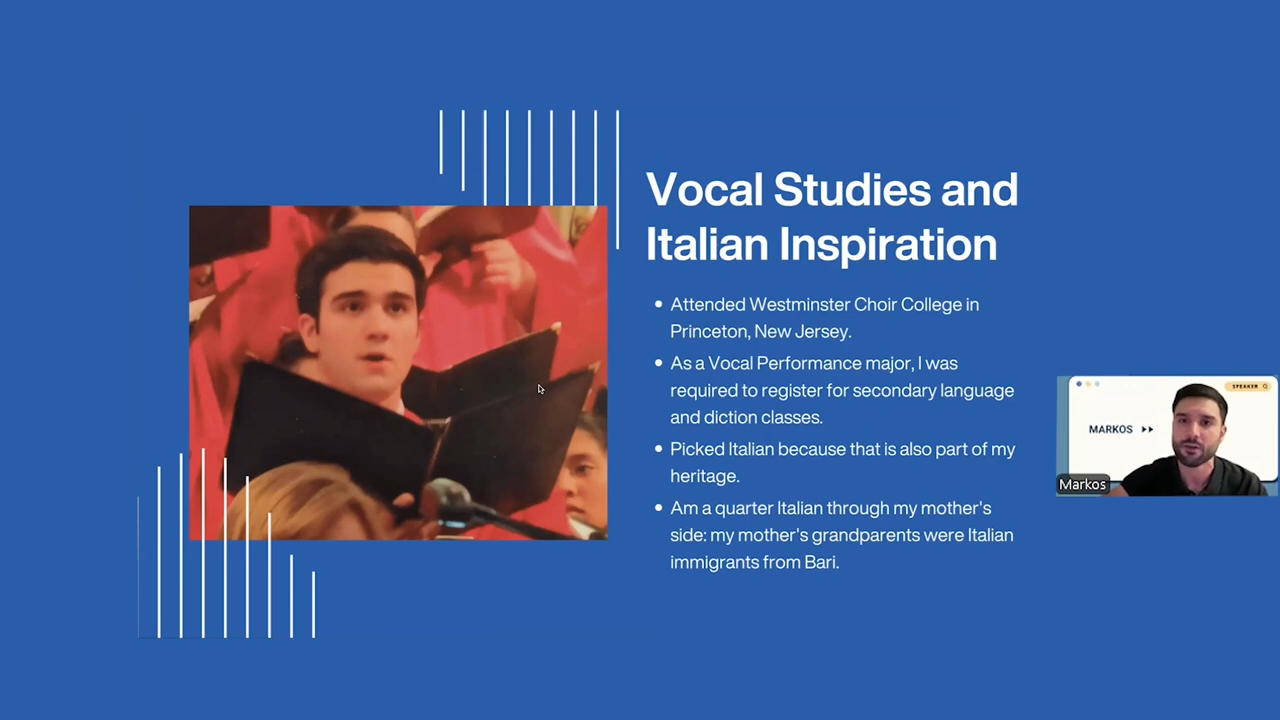 Vocal Studies and
Italian Inspiration
Attended Westminster Choir College in
Princeton, New Jersey.
As a Vocal Performance major, I was
required to register for secondary language
and diction classes.
Picked Italian because that is also part of my
heritage.
Am a quarter Italian through my mother's
side: my mother's grandparents were Italian
immigrants from Bari.
SPEAKER
MARKOS
Markos